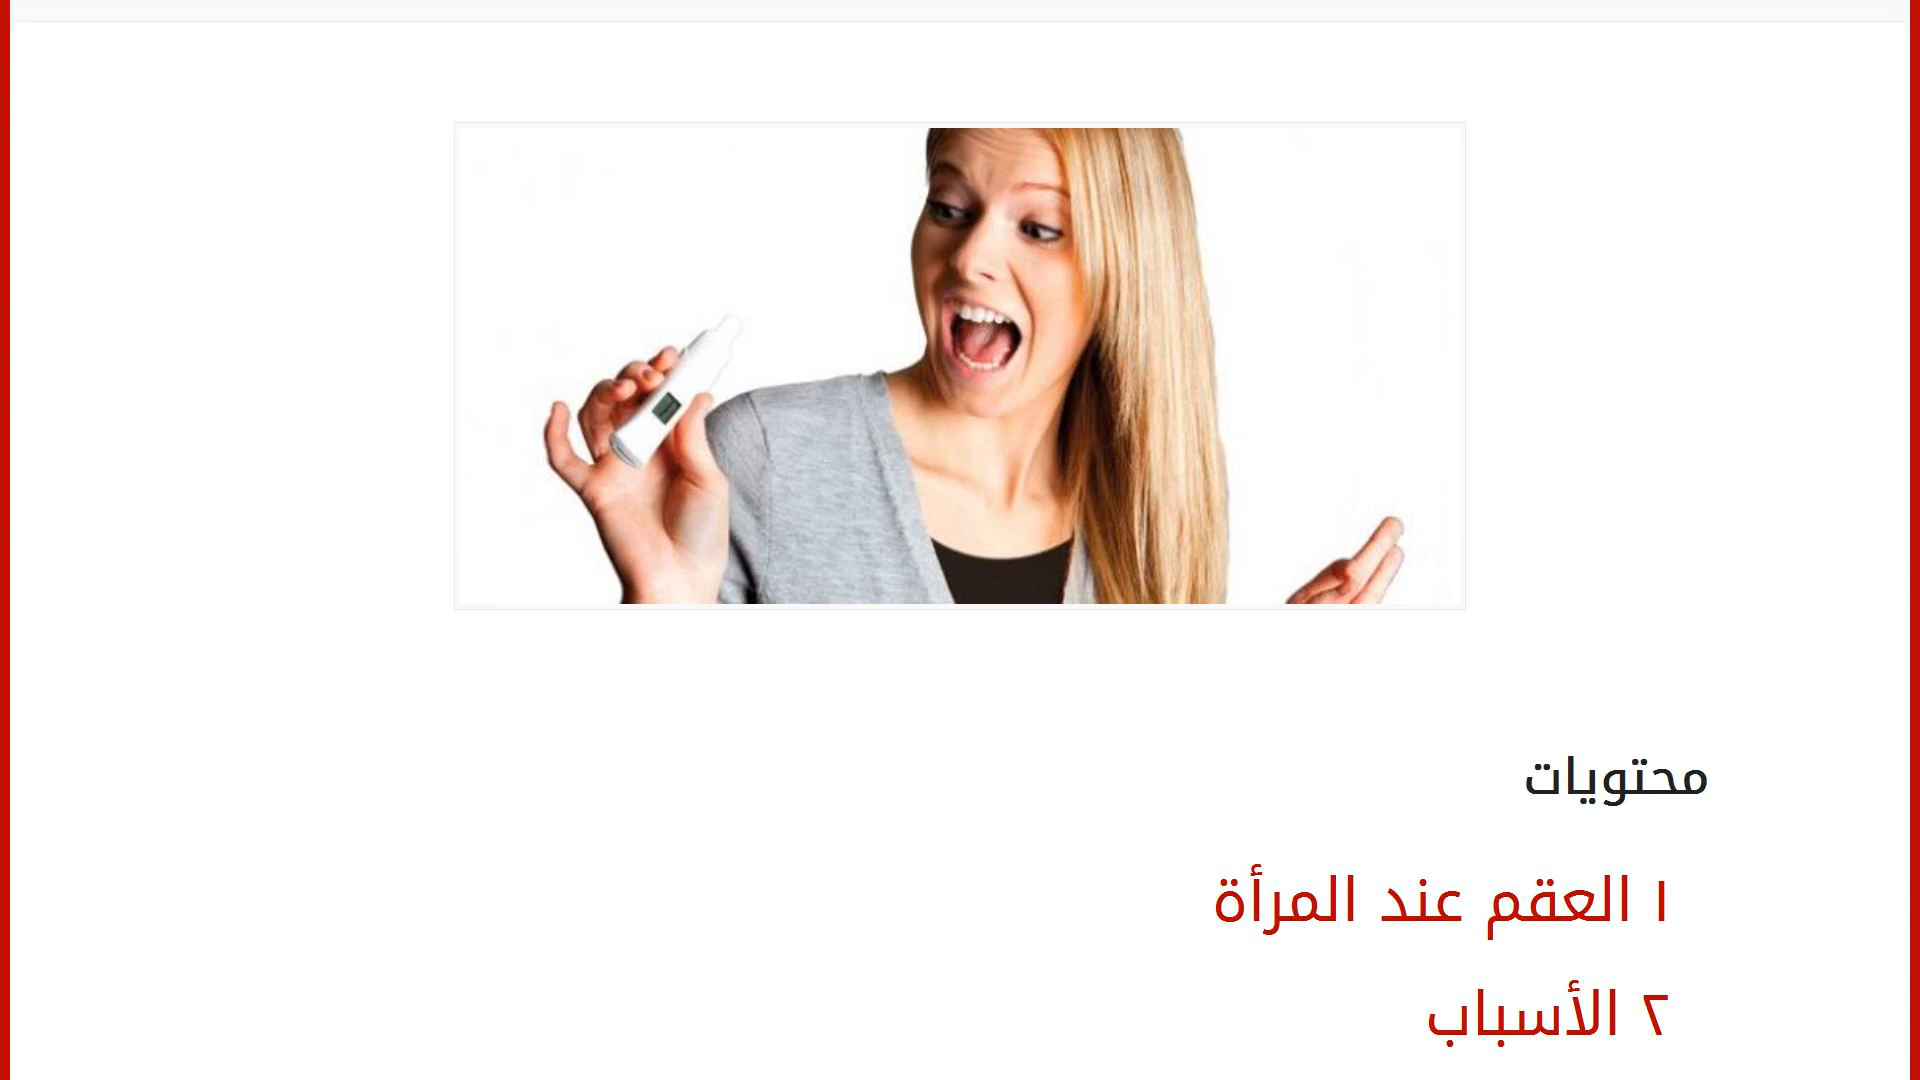 محتويات
١ العقم عند المرأة
٢ الأسباب